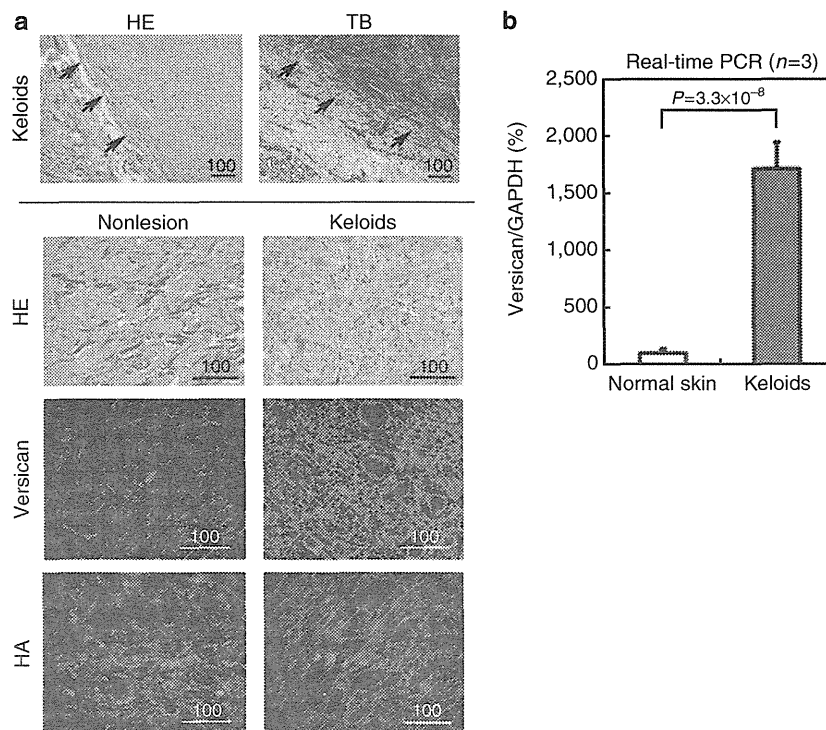 a
HE
TB
Keloids
100
100
Nonlesion
Keloids
HE
100
100
Versican
100
100
HA
100
100
b
Real-time PCR (n=3)
P=3.3×10⁻⁸
Versican/GAPDH (%)
2,500
2,000
1,500
1,000
500
0
Normal skin
Keloids